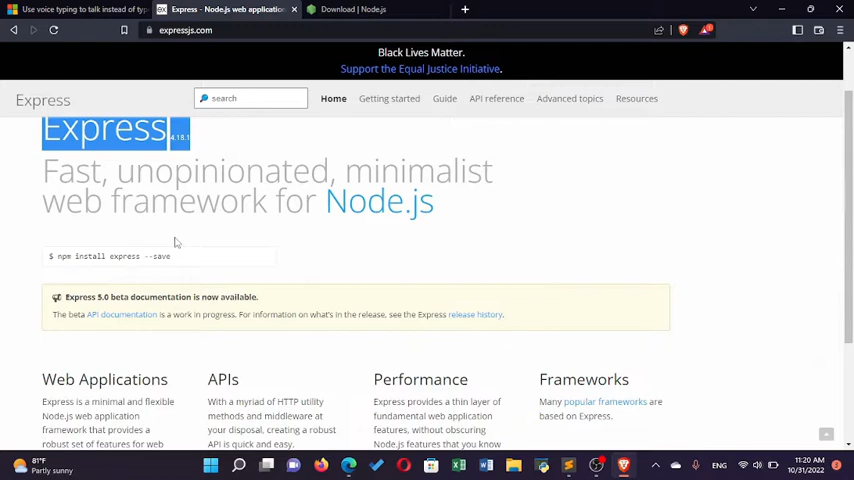 Use voice typing to talk instead of typ
Express - Node.js web application
Download | Node.js
expressjs.com
Black Lives Matter.
Support the Equal Justice Initiative.
Express
search
Home
Getting started
Guide
API reference
Advanced topics
Resources
Express 4.18.1
Fast, unopinionated, minimalist
web framework for Node.js
$ npm install express --save
Express 5.0 beta documentation is now available.
The beta API documentation is a work in progress. For information on what's in the release, see the Express release history.
Web Applications
Express is a minimal and flexible
Node.js web application
framework that provides a
robust set of features for web
APIs
With a myriad of HTTP utility
methods and middleware at
your disposal, creating a robust
API is quick and easy.
Performance
Express provides a thin layer of
fundamental web application
features, without obscuring
Node.js features that you know
Frameworks
Many popular frameworks are
based on Express.
81°F
Partly sunny
ENG
11:20 AM
10/31/2022